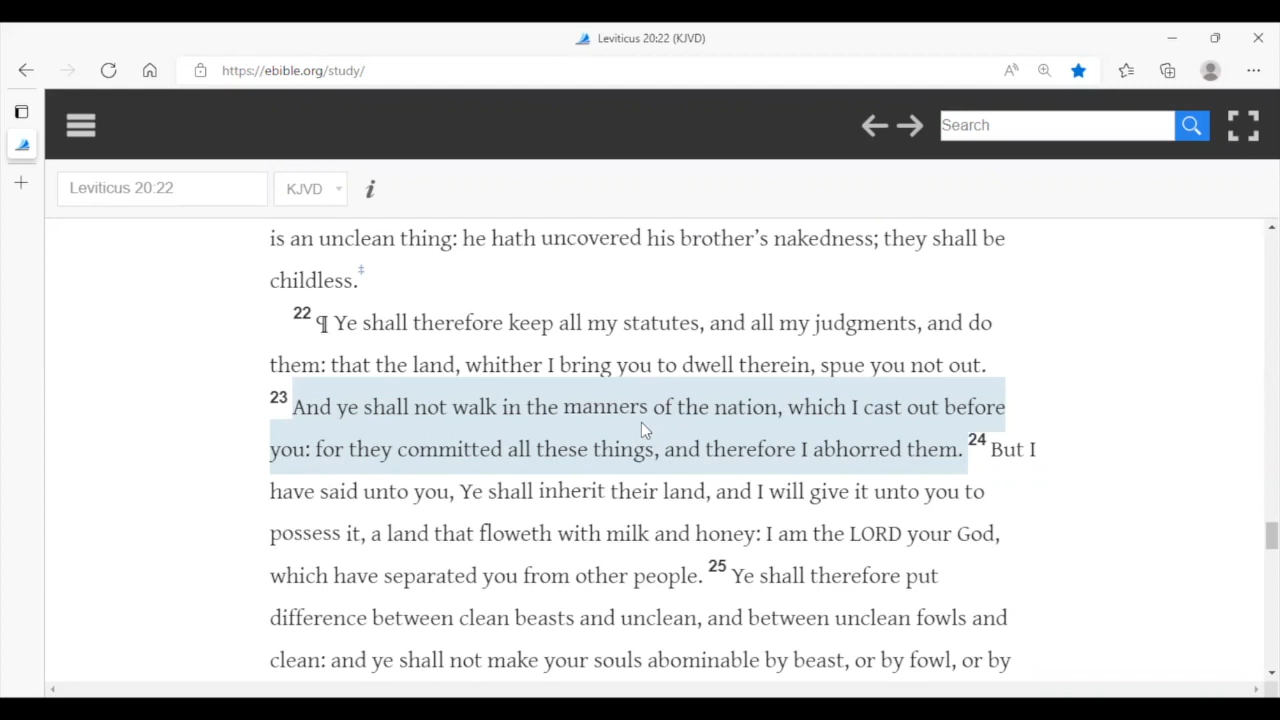 Leviticus 20:22 (KJVD)
https://ebible.org/study/
Search
Leviticus 20:22 KJVD i
is an unclean thing: he hath uncovered his brother’s nakedness; they shall be
childless.‡
22 ¶ Ye shall therefore keep all my statutes, and all my judgments, and do
them: that the land, whither I bring you to dwell therein, spue you not out.
23 And ye shall not walk in the manners of the nation, which I cast out before
you: for they committed all these things, and therefore I abhorred them. 24 But I
have said unto you, Ye shall inherit their land, and I will give it unto you to
possess it, a land that floweth with milk and honey: I am the LORD your God,
which have separated you from other people. 25 Ye shall therefore put
difference between clean beasts and unclean, and between unclean fowls and
clean: and ye shall not make your souls abominable by beast, or by fowl, or by